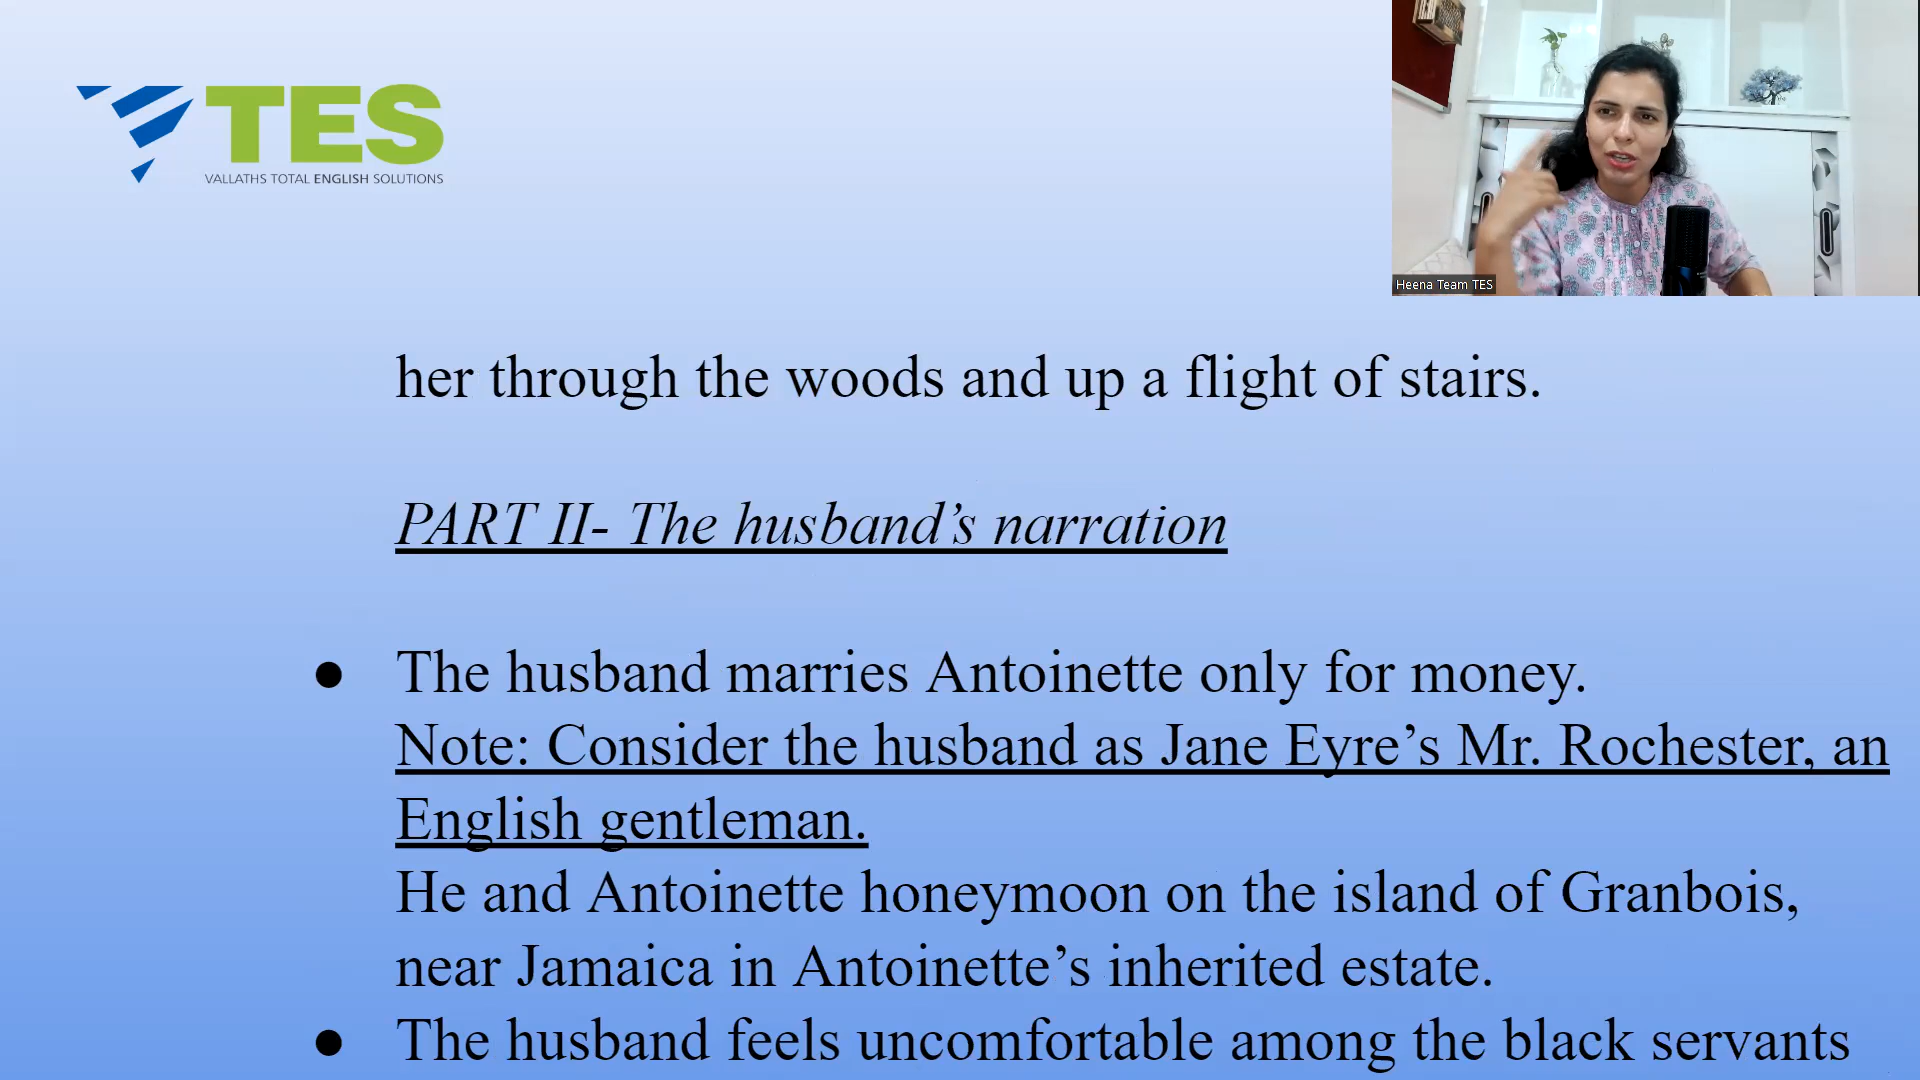 TES
VALLATHS TOTAL ENGLISH SOLUTIONS
Heena Team TES
her through the woods and up a flight of stairs.
PART II- The husband’s narration
● The husband marries Antoinette only for money.
Note: Consider the husband as Jane Eyre’s Mr. Rochester, an
English gentleman.
He and Antoinette honeymoon on the island of Granbois,
near Jamaica in Antoinette’s inherited estate.
● The husband feels uncomfortable among the black servants